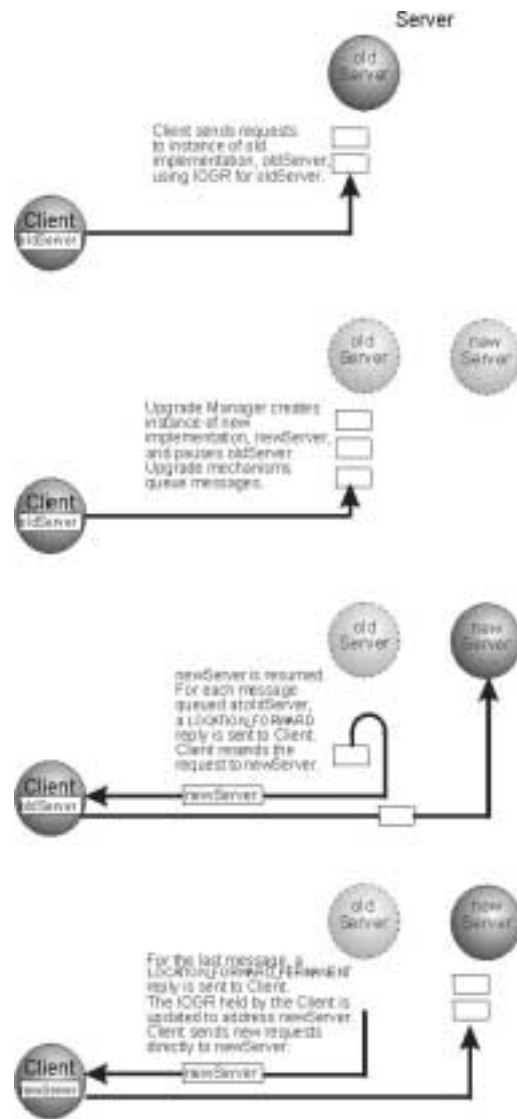 Server
old
Server
Client sends requests
to instance of old
implementation, oldServer,
using IOGR for oldServer.
Client
oldServer
old
Server
new
Server
Upgrade Manager creates
instance of new
implementation, newServer,
and pauses oldServer.
Upgrade mechanisms
queue messages.
Client
oldServer
old
Server
new
Server
newServer is resumed.
For each message
queued at oldServer,
a LOCATION_FORWARD
reply is sent to Client.
Client resends the
request to newServer.
newServer
Client
oldServer
old
Server
new
Server
For the last message, a
LOCATION_FORWARD_PERMANENT
reply is sent to Client.
The IOGR held by the Client is
updated to address newServer.
Client sends new requests
directly to newServer.
newServer
Client
newServer